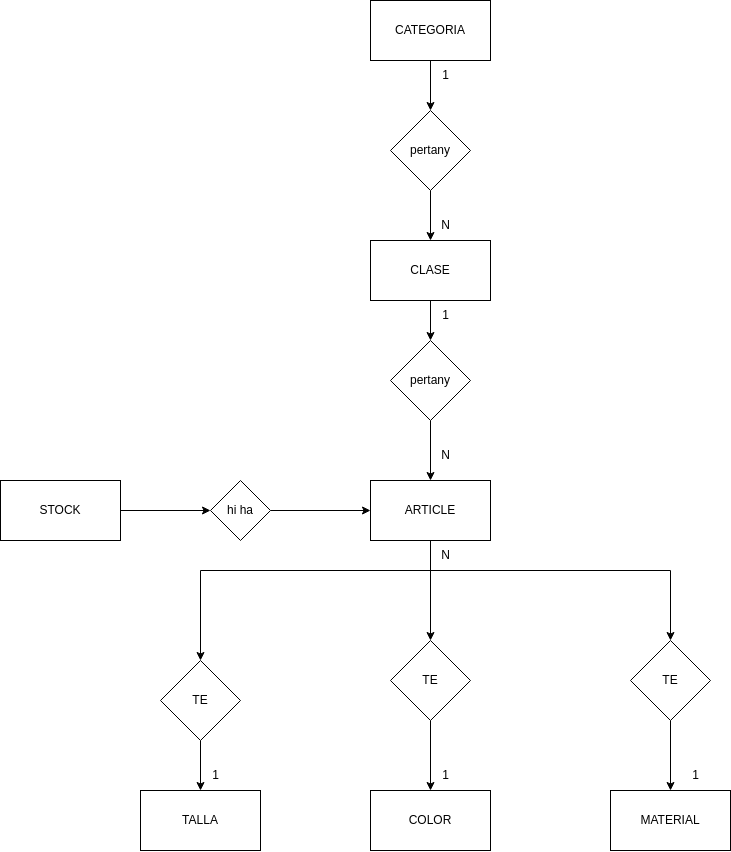 CATEGORIA
1
pertany
N
CLASE
1
pertany
N
STOCK
hi ha
ARTICLE
N
TE
TE
TE
1
1
1
TALLA
COLOR
MATERIAL